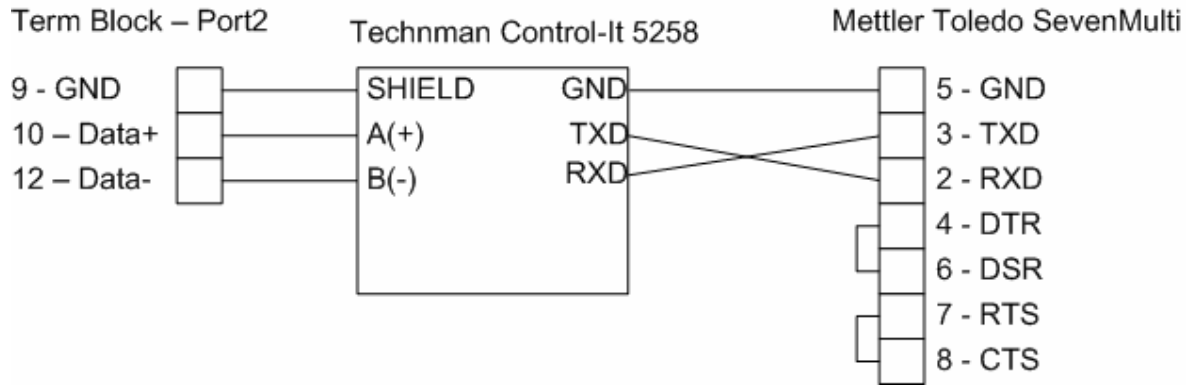 Term Block – Port2
Technman Control-It 5258
Mettler Toledo SevenMulti
9 - GND
10 – Data+
12 – Data-
SHIELD
A(+)
B(-)
GND
TXD
RXD
5 - GND
3 - TXD
2 - RXD
4 - DTR
6 - DSR
7 - RTS
8 - CTS